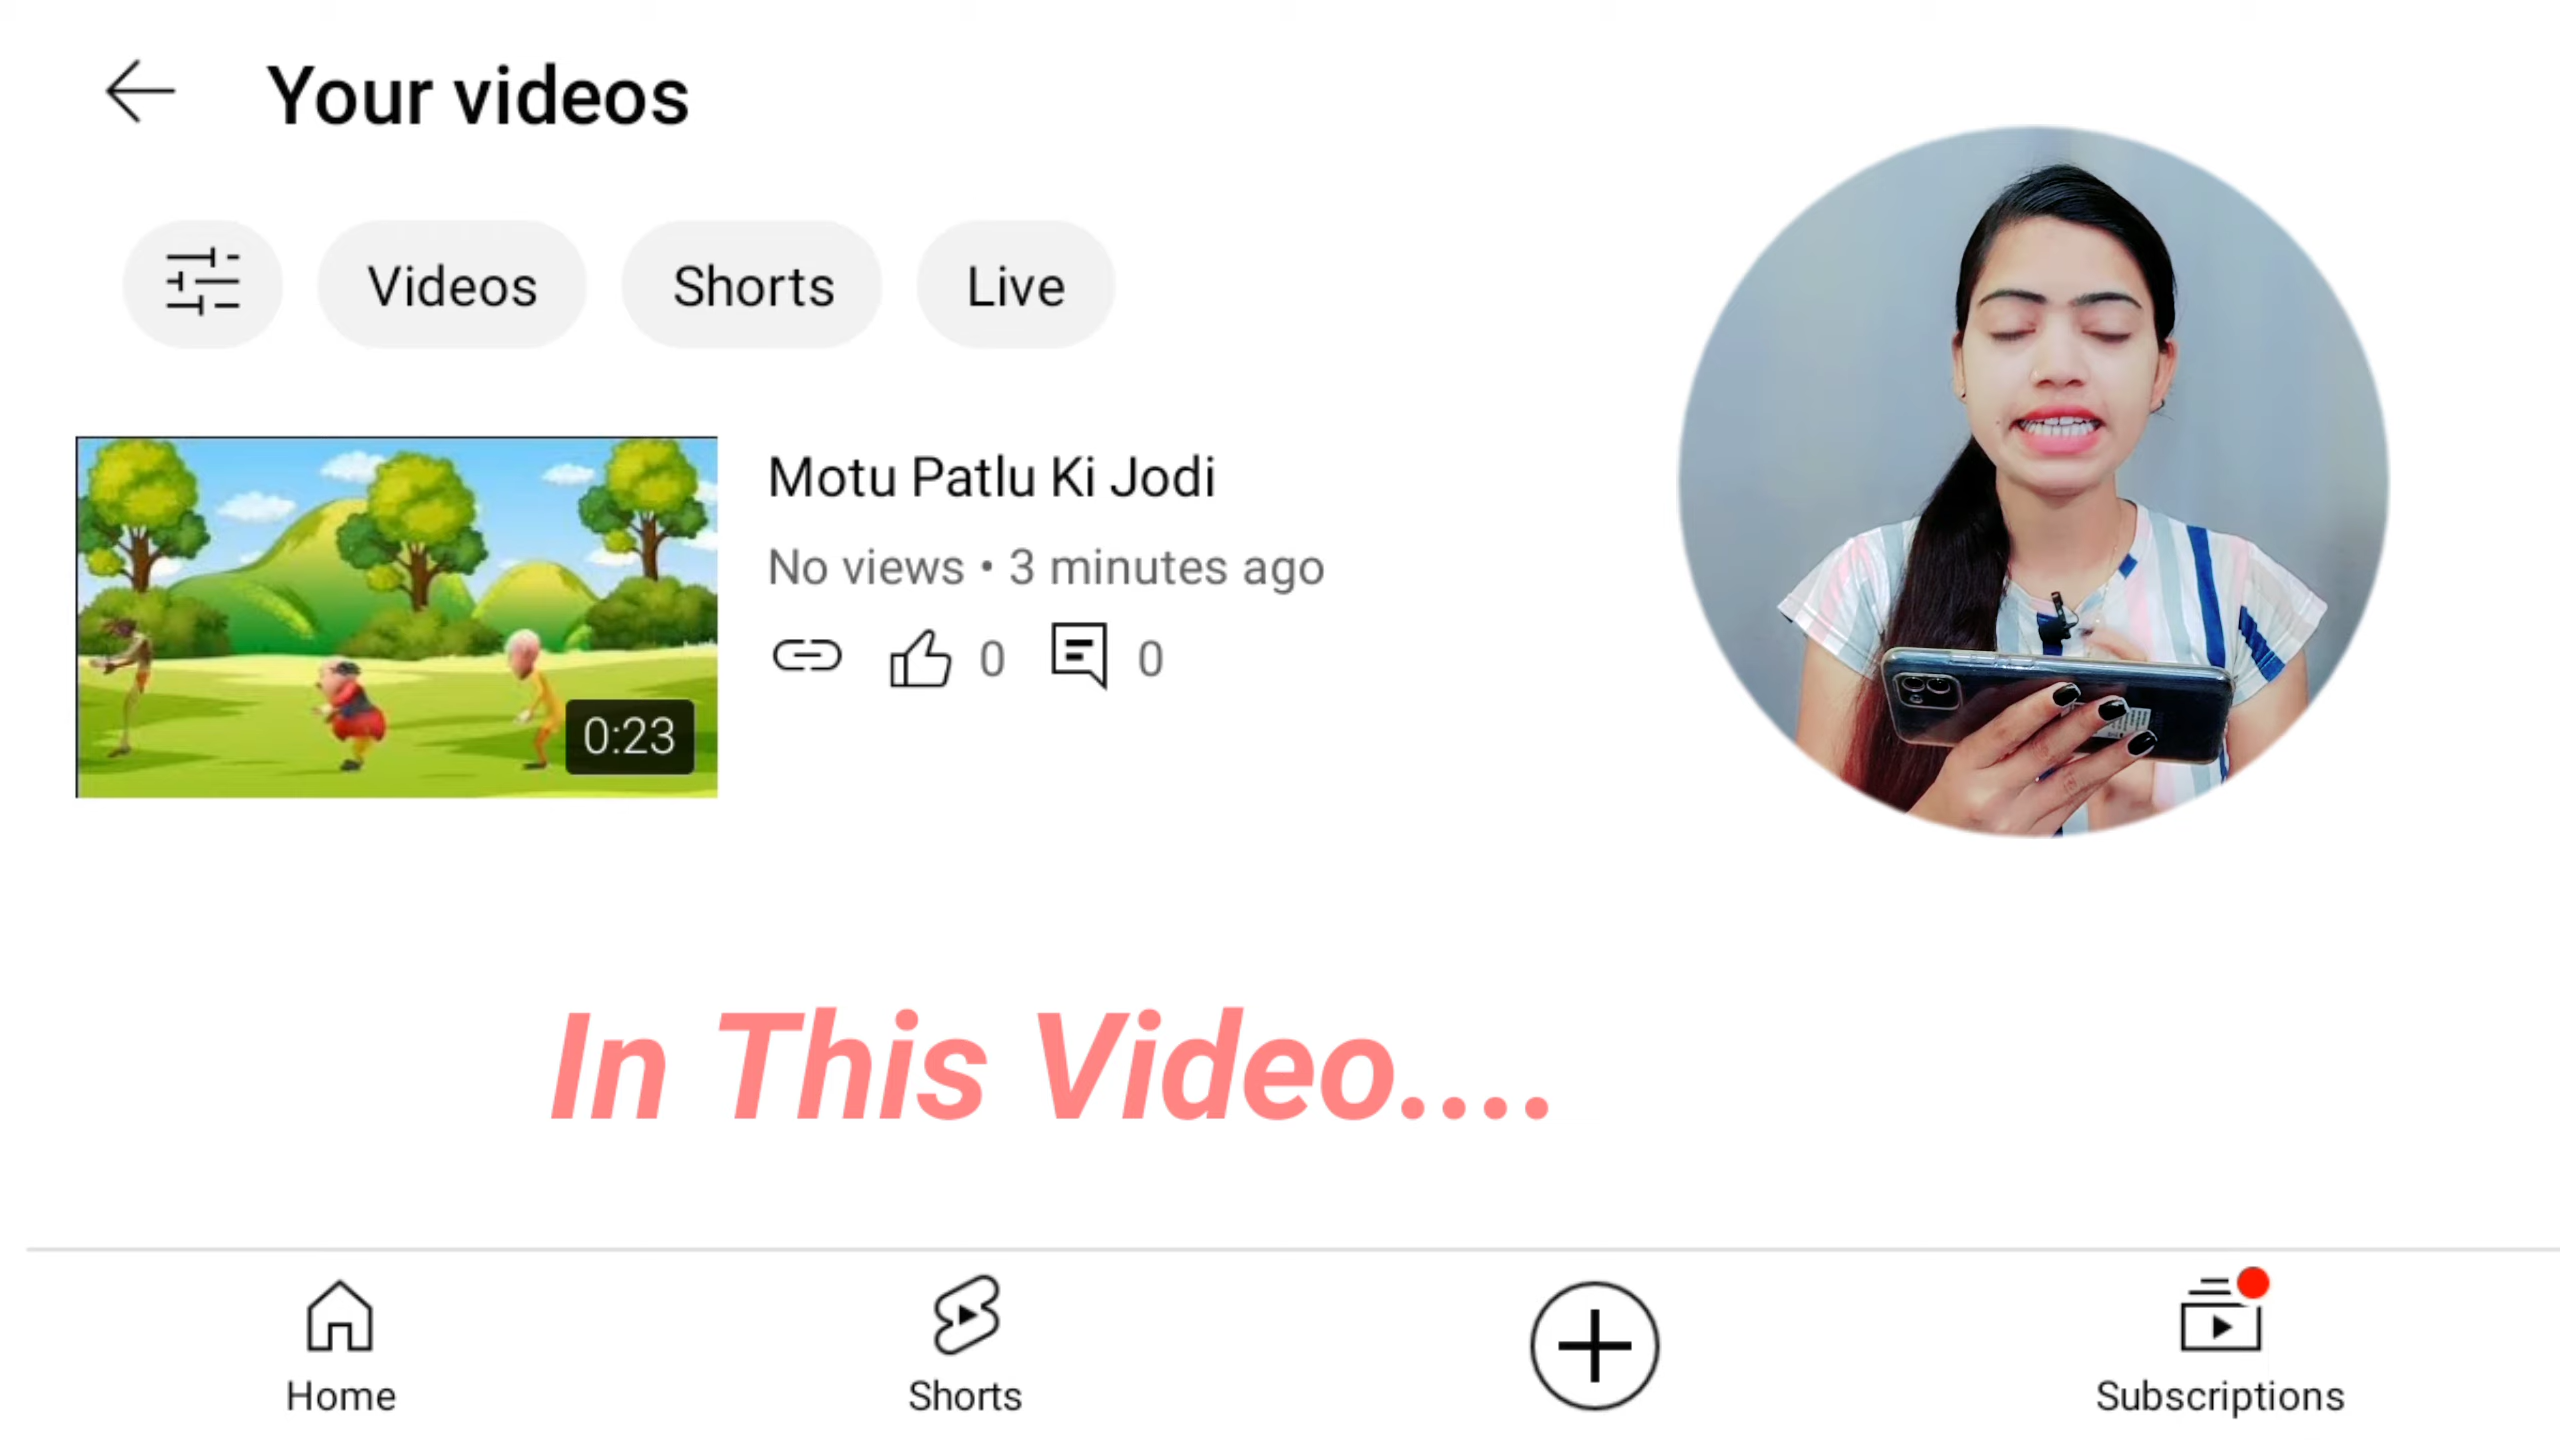 Your videos
Videos Shorts Live
Motu Patlu Ki Jodi
No views • 3 minutes ago
0 0
0:23
In This Video....
Home Shorts Subscriptions